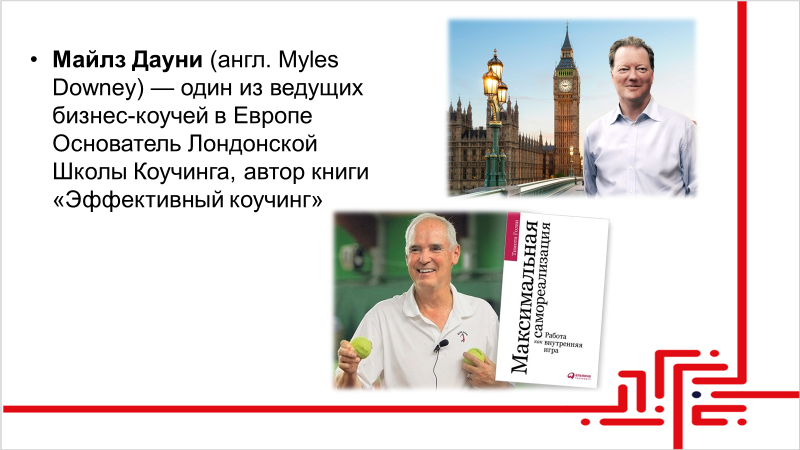 • Майлз Дауни (англ. Myles
Downey) — один из ведущих
бизнес-коучей в Европе
Основатель Лондонской
Школы Коучинга, автор книги
«Эффективный коучинг»
Тимоти Голви
Максимальная
самореализация
Работа
как внутренняя
игра